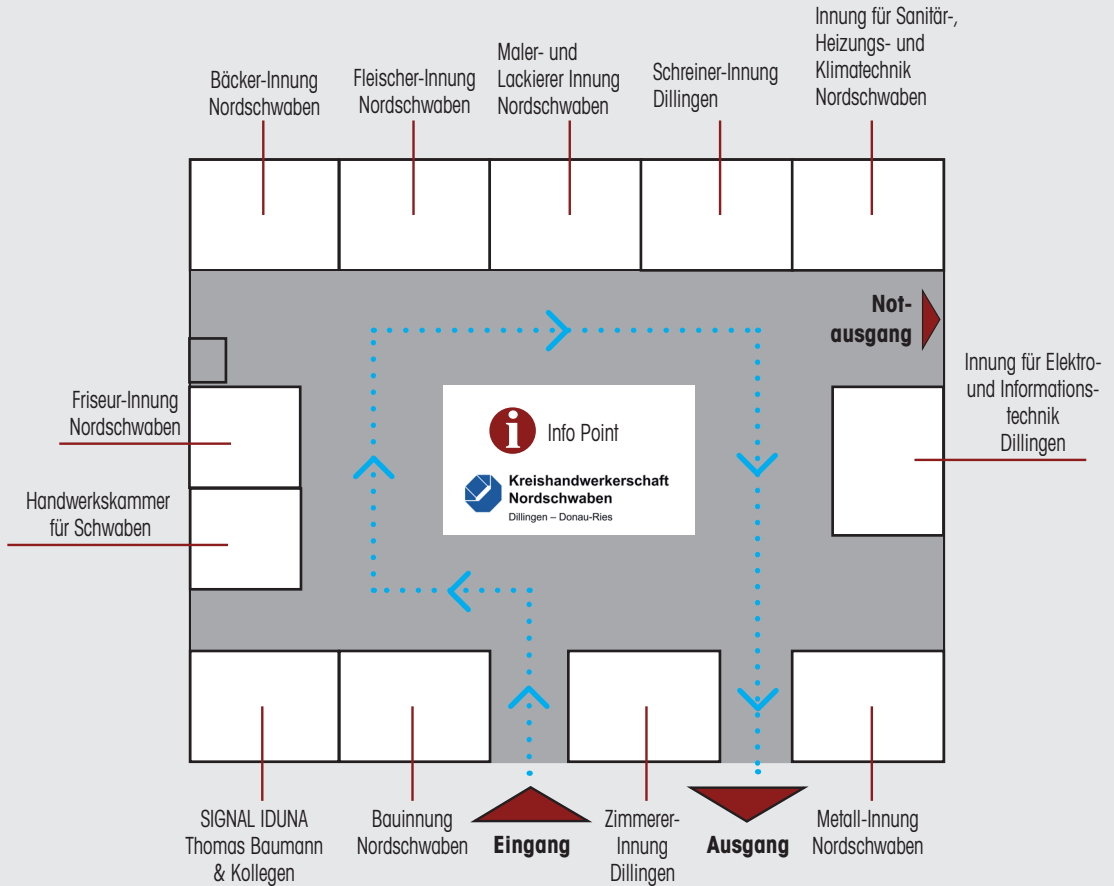 Bäcker-Innung
Nordschwaben
Fleischer-Innung
Nordschwaben
Maler- und
Lackierer Innung
Nordschwaben
Schreiner-Innung
Dillingen
Innung für Sanitär-,
Heizungs- und
Klimatechnik
Nordschwaben
Not-
ausgang
Innung für Elektro-
und Informations-
technik
Dillingen
Friseur-Innung
Nordschwaben
Handwerkskammer
für Schwaben
i Info Point
Kreishandwerkerschaft
Nordschwaben
Dillingen – Donau-Ries
SIGNAL IDUNA
Thomas Baumann
& Kollegen
Bauinnung
Nordschwaben
Eingang
Zimmerer-
Innung
Dillingen
Ausgang
Metall-Innung
Nordschwaben